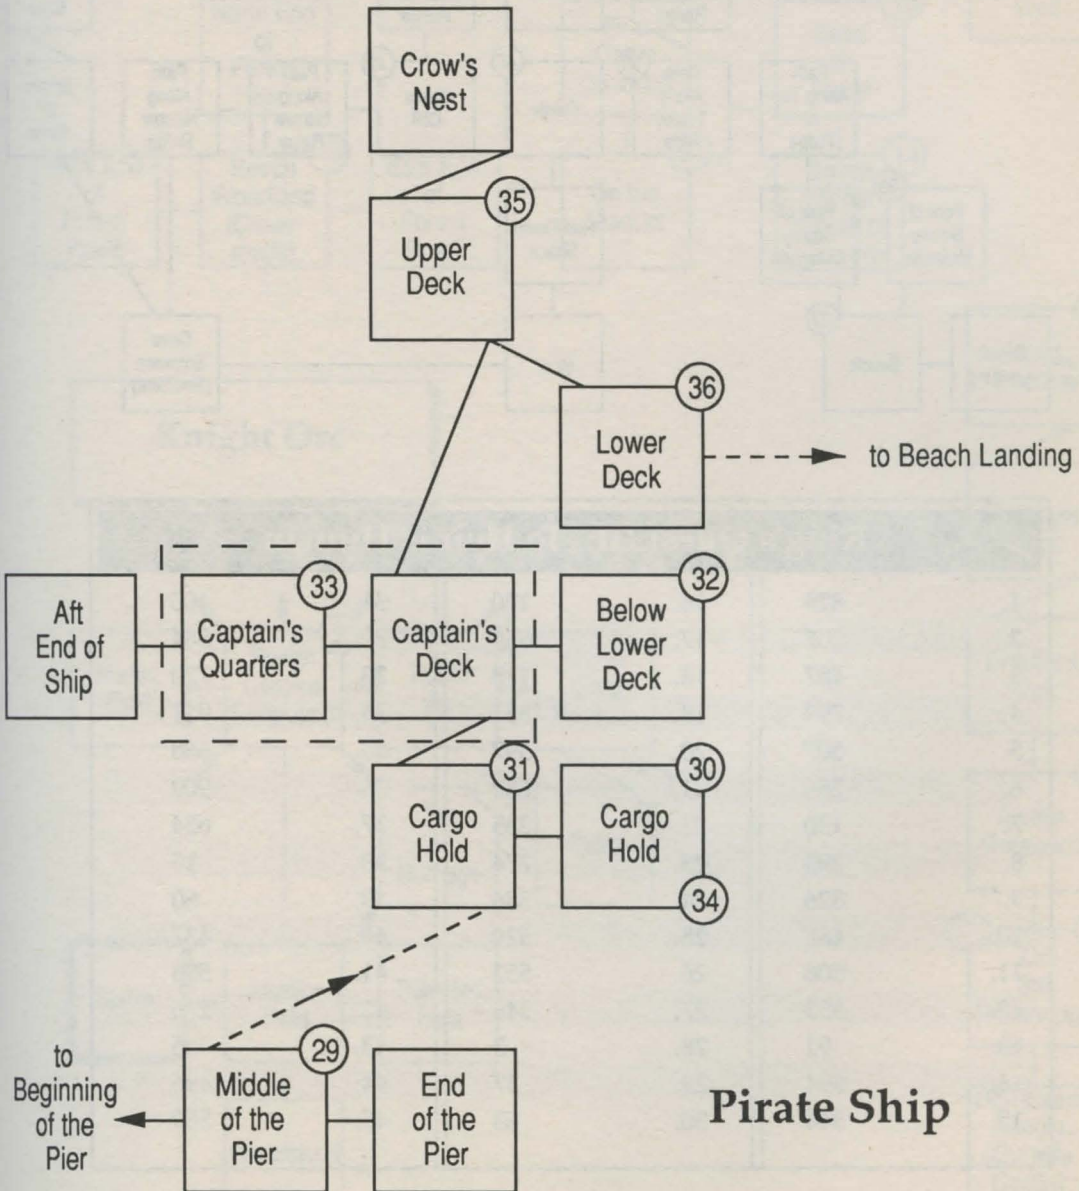 Crow's
Nest
35
Upper
Deck
36
Lower
Deck
to Beach Landing
Aft
End of
Ship
33
Captain's
Quarters
Captain's
Deck
32
Below
Lower
Deck
31
Cargo
Hold
30
Cargo
Hold
34
to
Beginning
of the
Pier
29
Middle
of the
Pier
End
of the
Pier
Pirate Ship